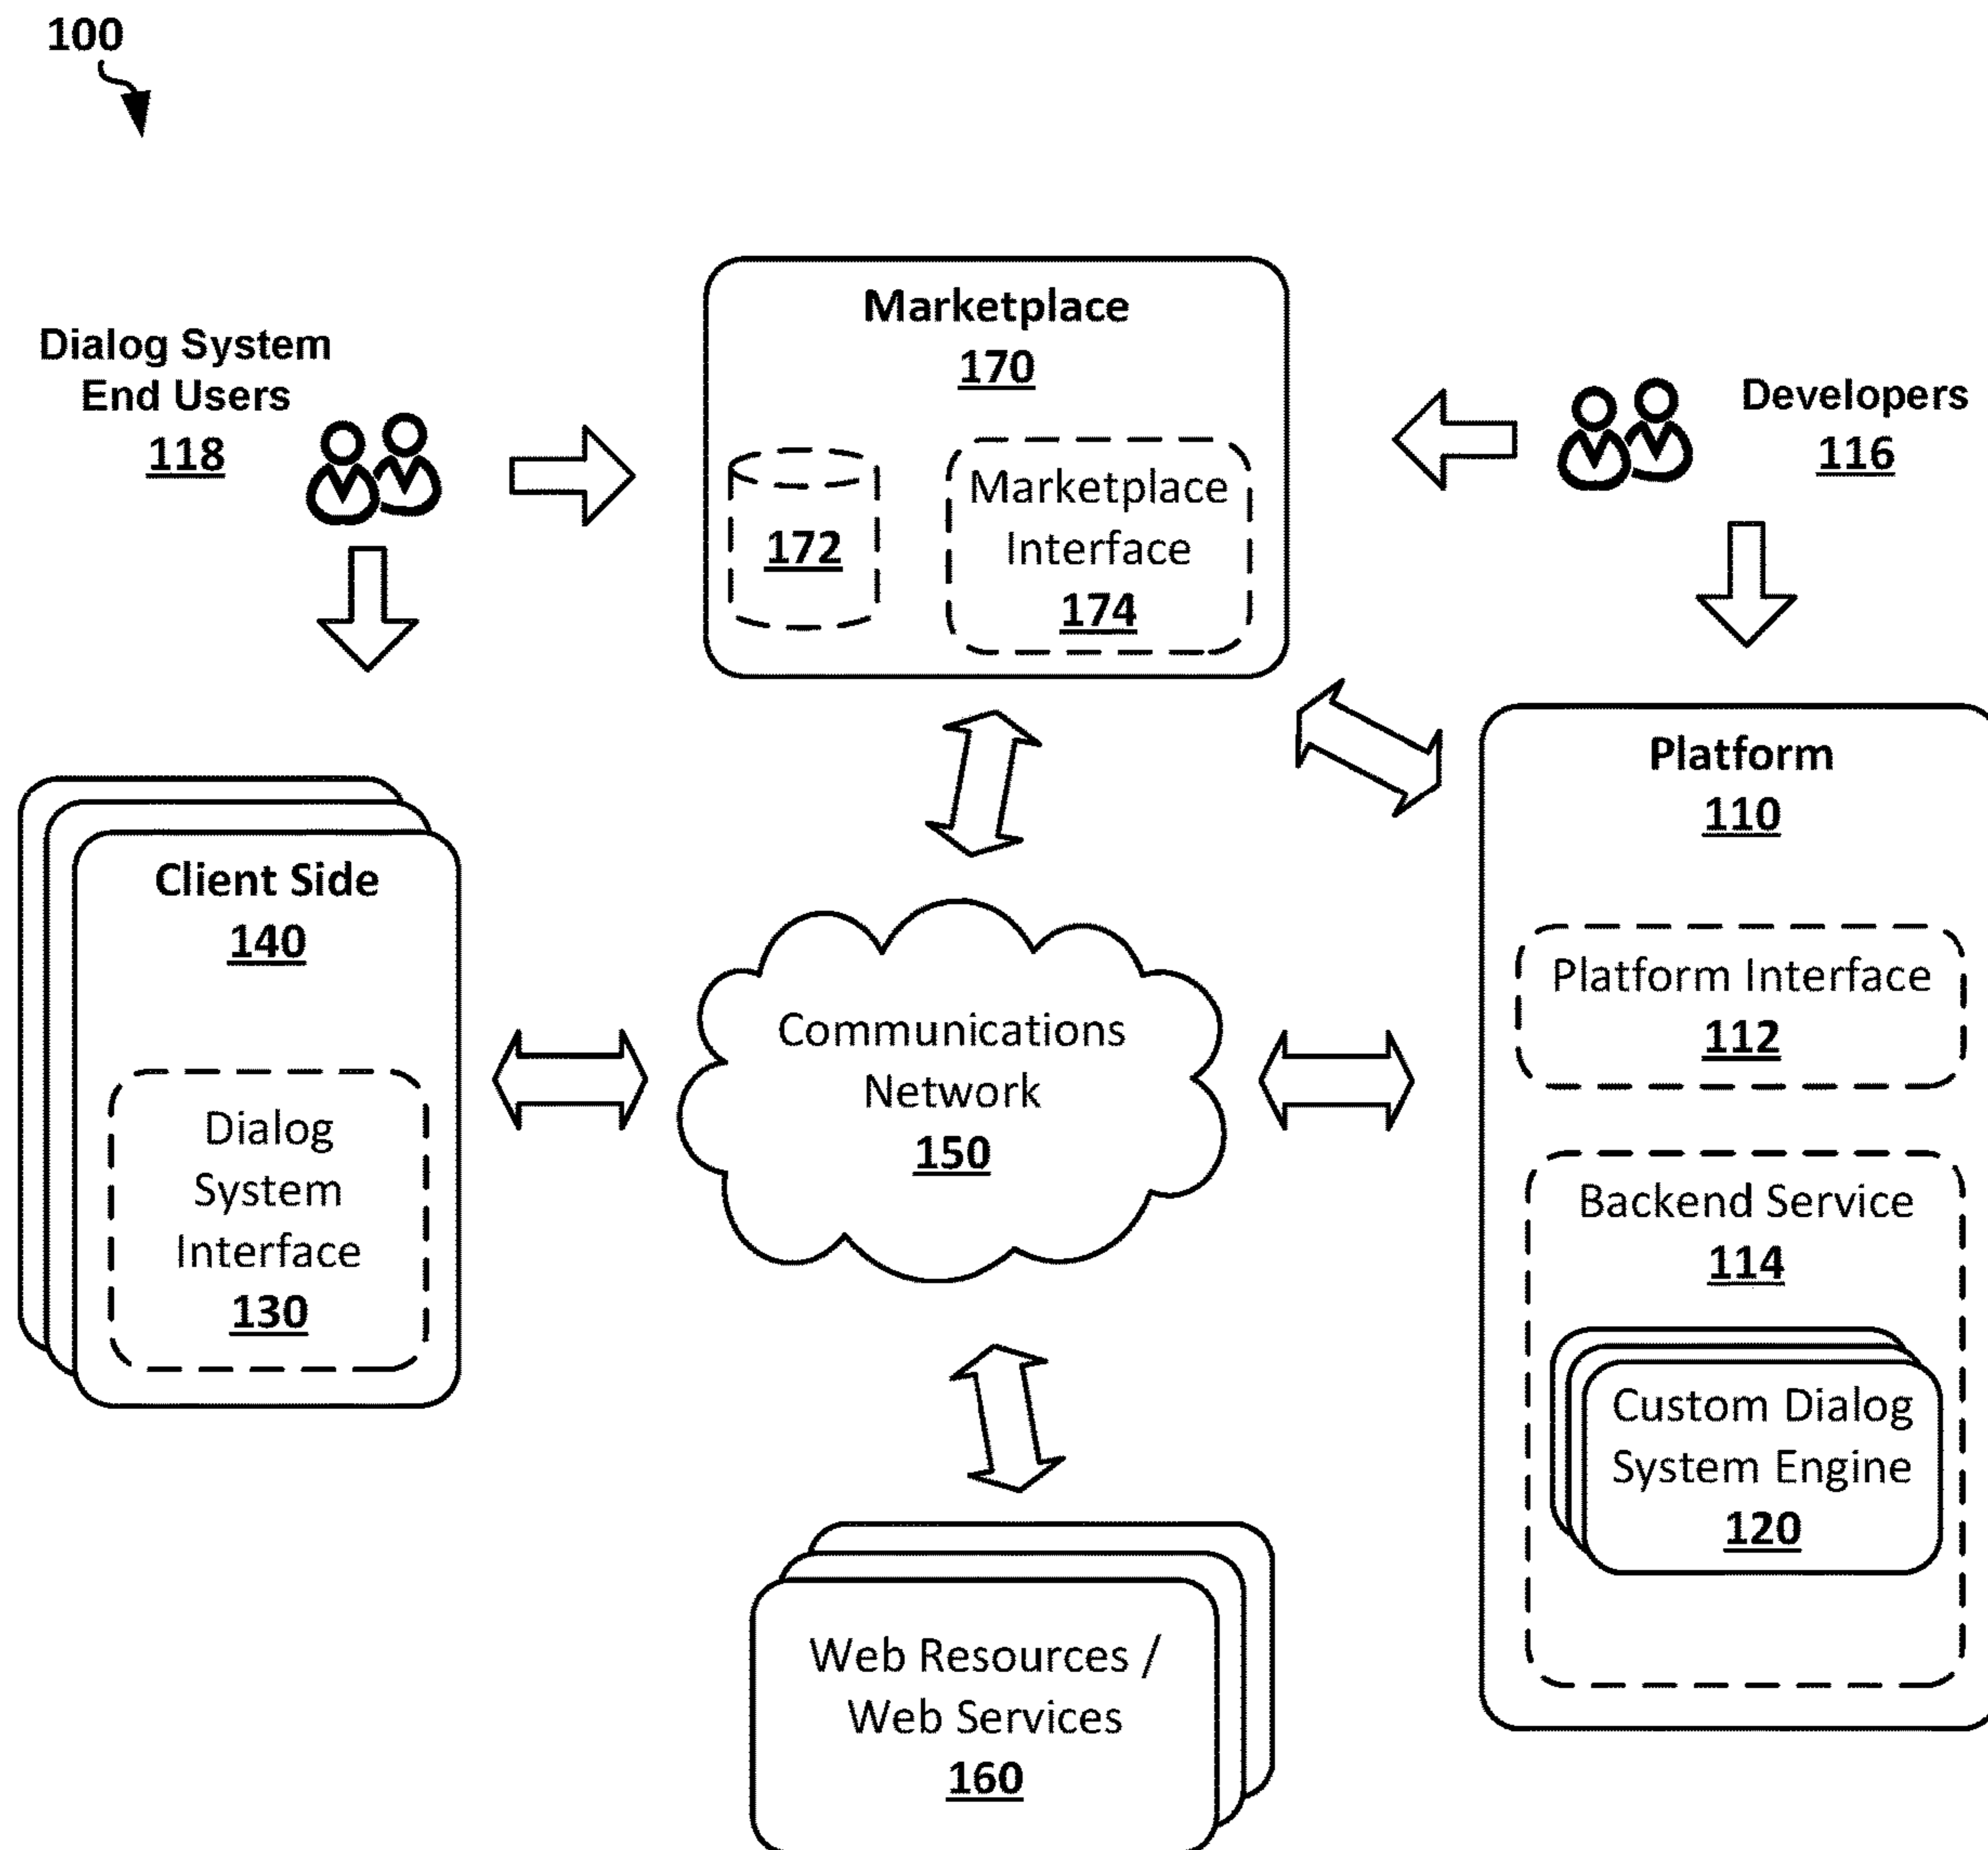 100
Marketplace
170
172
Marketplace
Interface
174
Dialog System
End Users
118
Developers
116
Client Side
140
Dialog
System
Interface
130
Communications
Network
150
Platform
110
Platform Interface
112
Backend Service
114
Custom Dialog
System Engine
120
Web Resources /
Web Services
160